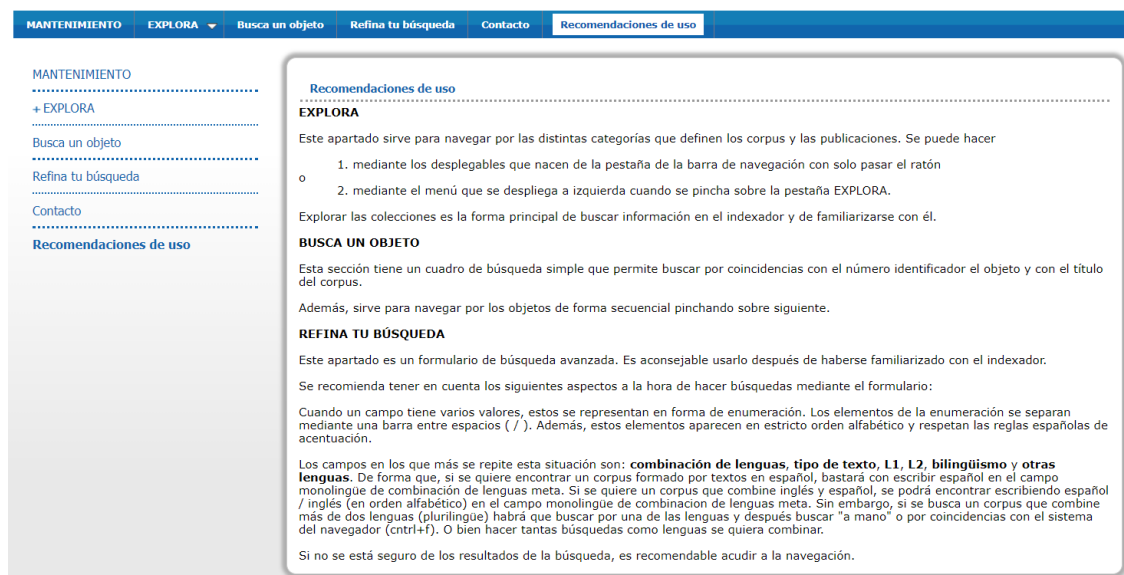 MANTENIMIENTO EXPLORA Busca un objeto Refina tu búsqueda Contacto Recomendaciones de uso
MANTENIMIENTO
+ EXPLORA
Busca un objeto
Refina tu búsqueda
Contacto
Recomendaciones de uso
Recomendaciones de uso
EXPLORA
Este apartado sirve para navegar por las distintas categorías que definen los corpus y las publicaciones. Se puede hacer
1. mediante los desplegables que nacen de la pestaña de la barra de navegación con solo pasar el ratón
o
2. mediante el menú que se despliega a izquierda cuando se pincha sobre la pestaña EXPLORA.
Explorar las colecciones es la forma principal de buscar información en el indexador y de familiarizarse con él.
BUSCA UN OBJETO
Esta sección tiene un cuadro de búsqueda simple que permite buscar por coincidencias con el número identificador el objeto y con el título
del corpus.
Además, sirve para navegar por los objetos de forma secuencial pinchando sobre siguiente.
REFINA TU BÚSQUEDA
Este apartado es un formulario de búsqueda avanzada. Es aconsejable usarlo después de haberse familiarizado con el indexador.
Se recomienda tener en cuenta los siguientes aspectos a la hora de hacer búsquedas mediante el formulario:
Cuando un campo tiene varios valores, estos se representan en forma de enumeración. Los elementos de la enumeración se separan
mediante una barra entre espacios ( / ). Además, estos elementos aparecen en estricto orden alfabético y respetan las reglas españolas de
acentuación.
Los campos en los que más se repite esta situación son: combinación de lenguas, tipo de texto, L1, L2, bilingüismo y otras
lenguas. De forma que, si se quiere encontrar un corpus formado por textos en español, bastará con escribir español en el campo
monolingüe de combinación de lenguas meta. Si se quiere un corpus que combine inglés y español, se podrá encontrar escribiendo español
/ inglés (en orden alfabético) en el campo monolingüe de combinacion de lenguas meta. Sin embargo, si se busca un corpus que combine
más de dos lenguas (plurilingüe) habrá que buscar por una de las lenguas y después buscar "a mano" o por coincidencias con el sistema
del navegador (cntrl+f). O bien hacer tantas búsquedas como lenguas se quiera combinar.
Si no se está seguro de los resultados de la búsqueda, es recomendable acudir a la navegación.